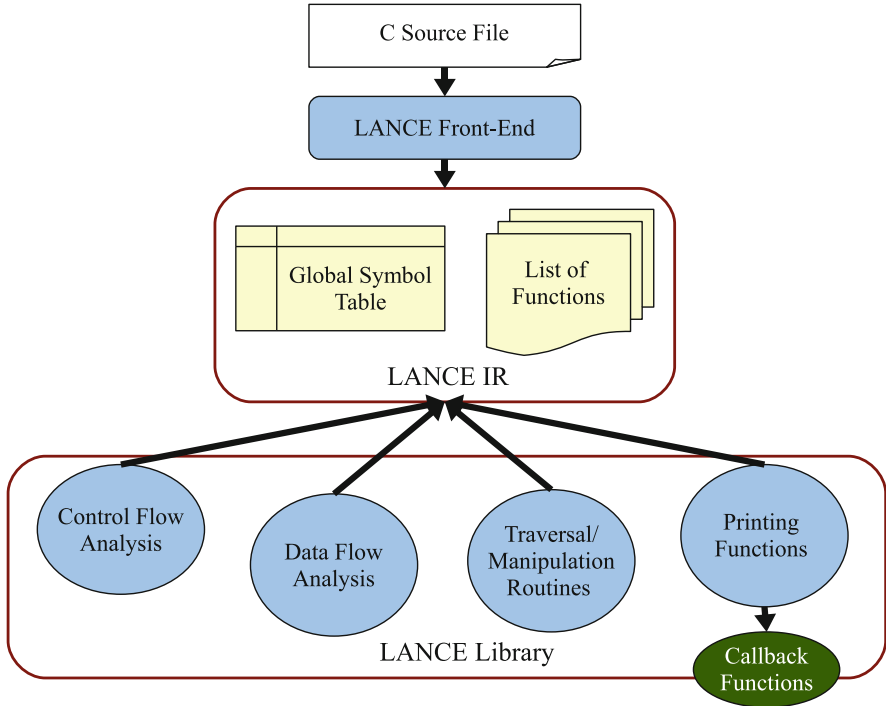 C Source File
LANCE Front-End
Global Symbol
Table
List of
Functions
LANCE IR
Control Flow
Analysis
Data Flow
Analysis
Traversal/
Manipulation
Routines
Printing
Functions
LANCE Library
Callback
Functions